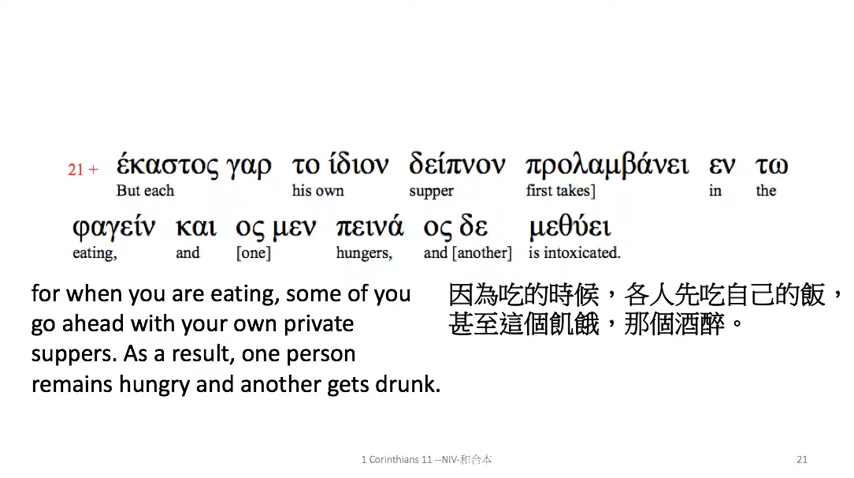 21 + έκαστος γαρ το ίδιον δείπνον προλαμβάνει εν τω
But each his own supper first takes] in the
φαγείν και ος μεν πεινά ος δε μεθύει
eating, and [one] hungers, and [another] is intoxicated.
for when you are eating, some of you
go ahead with your own private
suppers. As a result, one person
remains hungry and another gets drunk.
因為吃的時候，各人先吃自己的飯，
甚至這個飢餓，那個酒醉。
1 Corinthians 11 --NIV-和合本
21